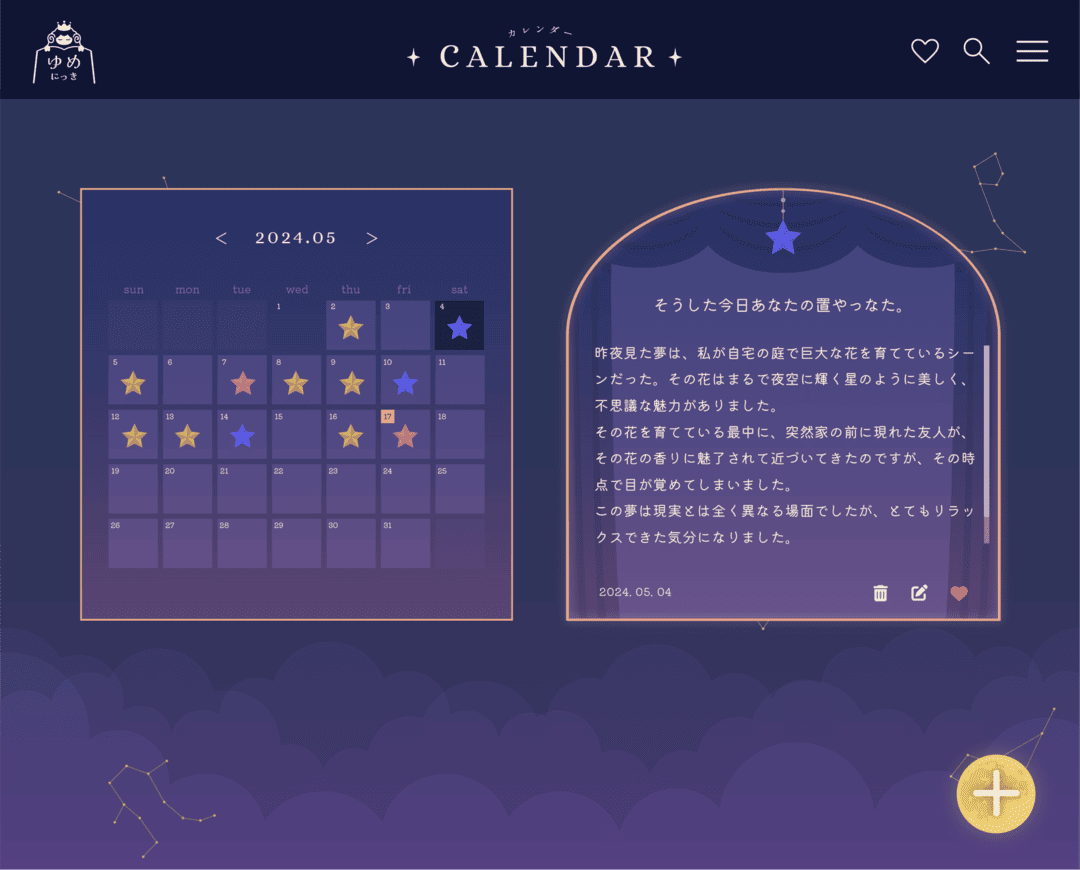 ゆめ
にっき
カレンダー
CALENDAR
< 2024.05 >
sun mon tue wed thu fri sat
1 2 3 4
5 6 7 8 9 10 11
12 13 14 15 16 17 18
19 20 21 22 23 24 25
26 27 28 29 30 31
そうした今日あなたの置やっなた。
昨夜見た夢は、私が自宅の庭で巨大な花を育てているシー
ンだった。その花はまるで夜空に輝く星のように美しく、
不思議な魅力がありました。
その花を育てている最中に、突然家の前に現れた友人が、
その花の香りに魅了されて近づいてきたのですが、その時
点で目が覚めてしまいました。
この夢は現実とは全く異なる場面でしたが、とてもリラッ
クスできた気分になりました。
2024. 05. 04